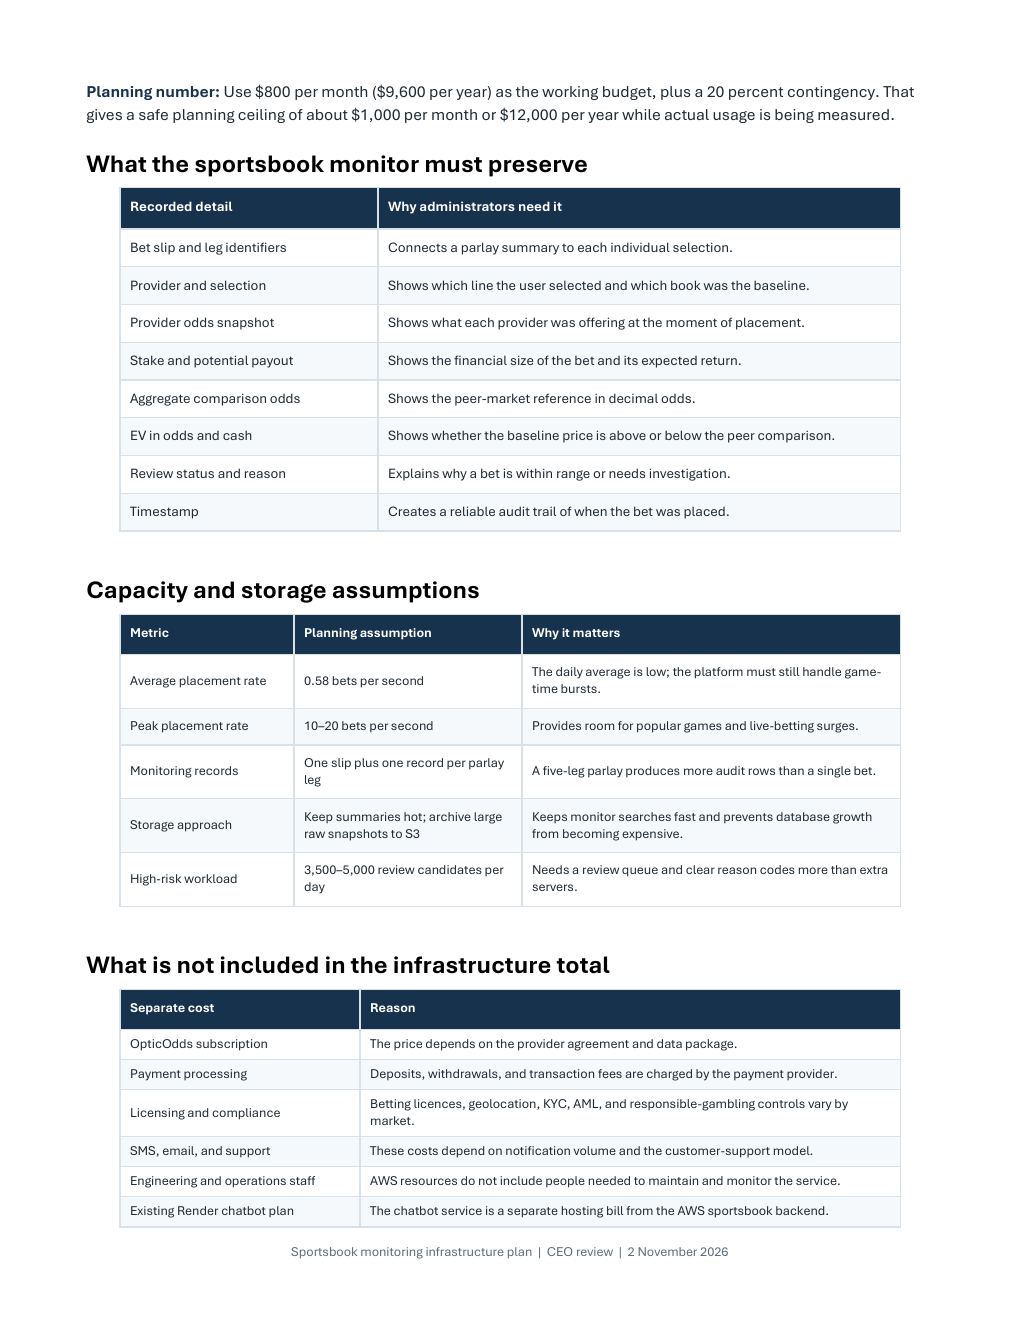 Planning number: Use $800 per month ($9,600 per year) as the working budget, plus a 20 percent contingency. That
gives a safe planning ceiling of about $1,000 per month or $12,000 per year while actual usage is being measured.
What the sportsbook monitor must preserve
Recorded detail Why administrators need it
Bet slip and leg identifiers Connects a parlay summary to each individual selection.
Provider and selection Shows which line the user selected and which book was the baseline.
Provider odds snapshot Shows what each provider was offering at the moment of placement.
Stake and potential payout Shows the financial size of the bet and its expected return.
Aggregate comparison odds Shows the peer-market reference in decimal odds.
EV in odds and cash Shows whether the baseline price is above or below the peer comparison.
Review status and reason Explains why a bet is within range or needs investigation.
Timestamp Creates a reliable audit trail of when the bet was placed.
Capacity and storage assumptions
Metric Planning assumption Why it matters
Average placement rate 0.58 bets per second The daily average is low; the platform must still handle game-
time bursts.
Peak placement rate 10–20 bets per second Provides room for popular games and live-betting surges.
Monitoring records One slip plus one record per parlay
leg A five-leg parlay produces more audit rows than a single bet.
Storage approach Keep summaries hot; archive large
raw snapshots to S3 Keeps monitor searches fast and prevents database growth
from becoming expensive.
High-risk workload 3,500–5,000 review candidates per
day Needs a review queue and clear reason codes more than extra
servers.
What is not included in the infrastructure total
Separate cost Reason
OpticOdds subscription The price depends on the provider agreement and data package.
Payment processing Deposits, withdrawals, and transaction fees are charged by the payment provider.
Licensing and compliance Betting licences, geolocation, KYC, AML, and responsible-gambling controls vary by
market.
SMS, email, and support These costs depend on notification volume and the customer-support model.
Engineering and operations staff AWS resources do not include people needed to maintain and monitor the service.
Existing Render chatbot plan The chatbot service is a separate hosting bill from the AWS sportsbook backend.
Sportsbook monitoring infrastructure plan | CEO review | 2 November 2026